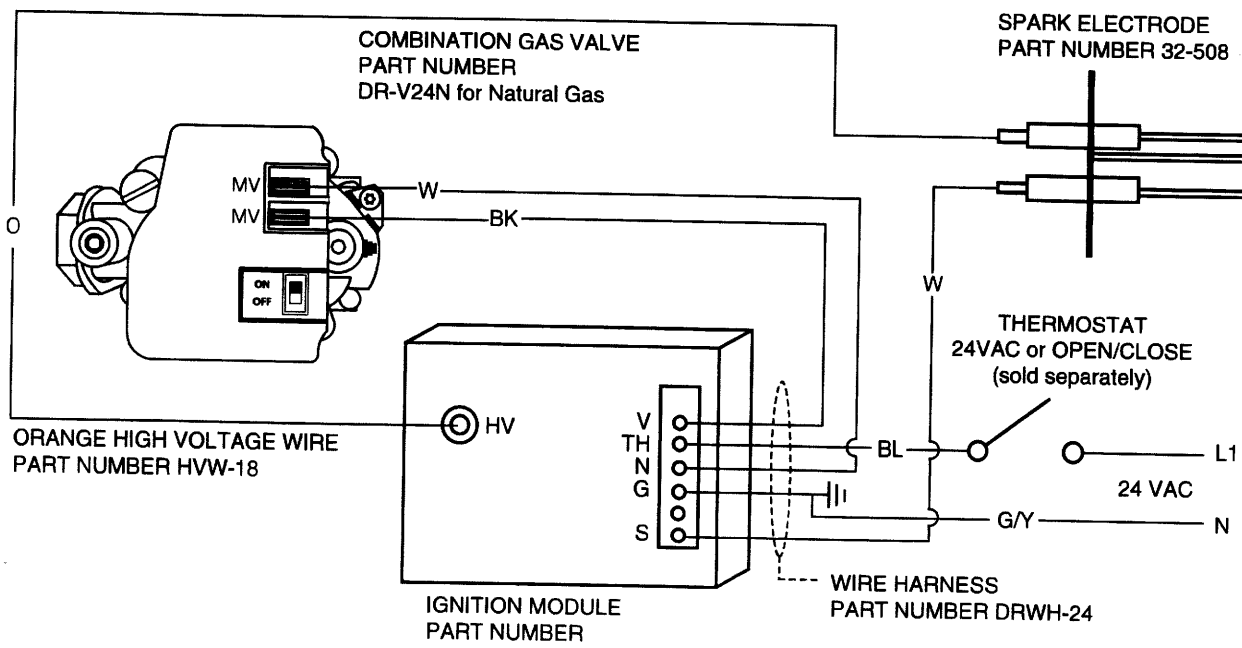 SPARK ELECTRODE
PART NUMBER 32-508
COMBINATION GAS VALVE
PART NUMBER
DR-V24N for Natural Gas
MV
W
MV
BK
O
ON
OFF
W
THERMOSTAT
24VAC or OPEN/CLOSE
(sold separately)
HV
V
TH
BL
L1
N
G
24 VAC
G/Y
N
S
ORANGE HIGH VOLTAGE WIRE
PART NUMBER HVW-18
WIRE HARNESS
PART NUMBER DRWH-24
IGNITION MODULE
PART NUMBER